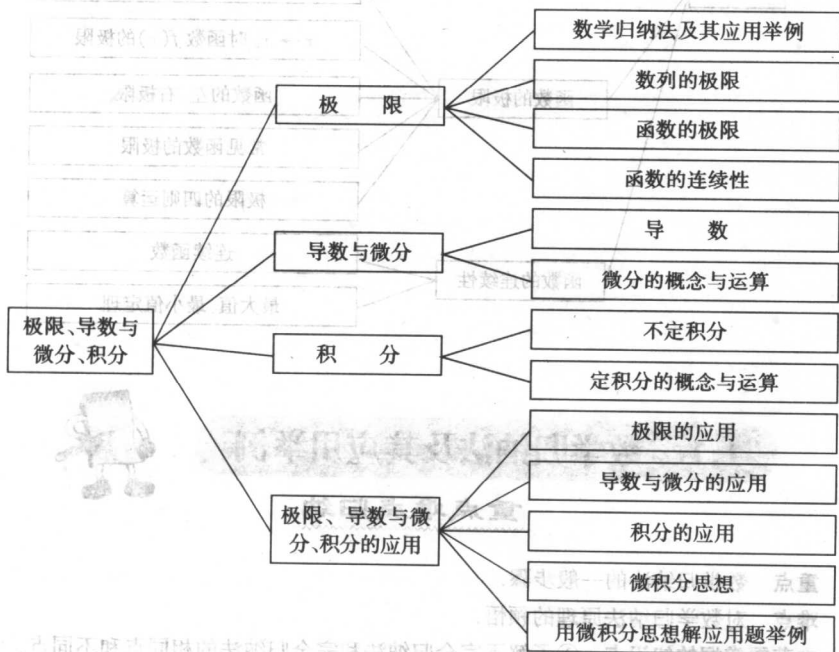 数学归纳法及其应用举例
数列的极限
极 限
函数的极限
函数的连续性
导 数
导数与微分
微分的概念与运算
极限、导数与
微分、积分
不定积分
积 分
定积分的概念与运算
极限的应用
导数与微分的应用
极限、导数与微
分、积分的应用
积分的应用
微积分思想
用微积分思想解应用题举例